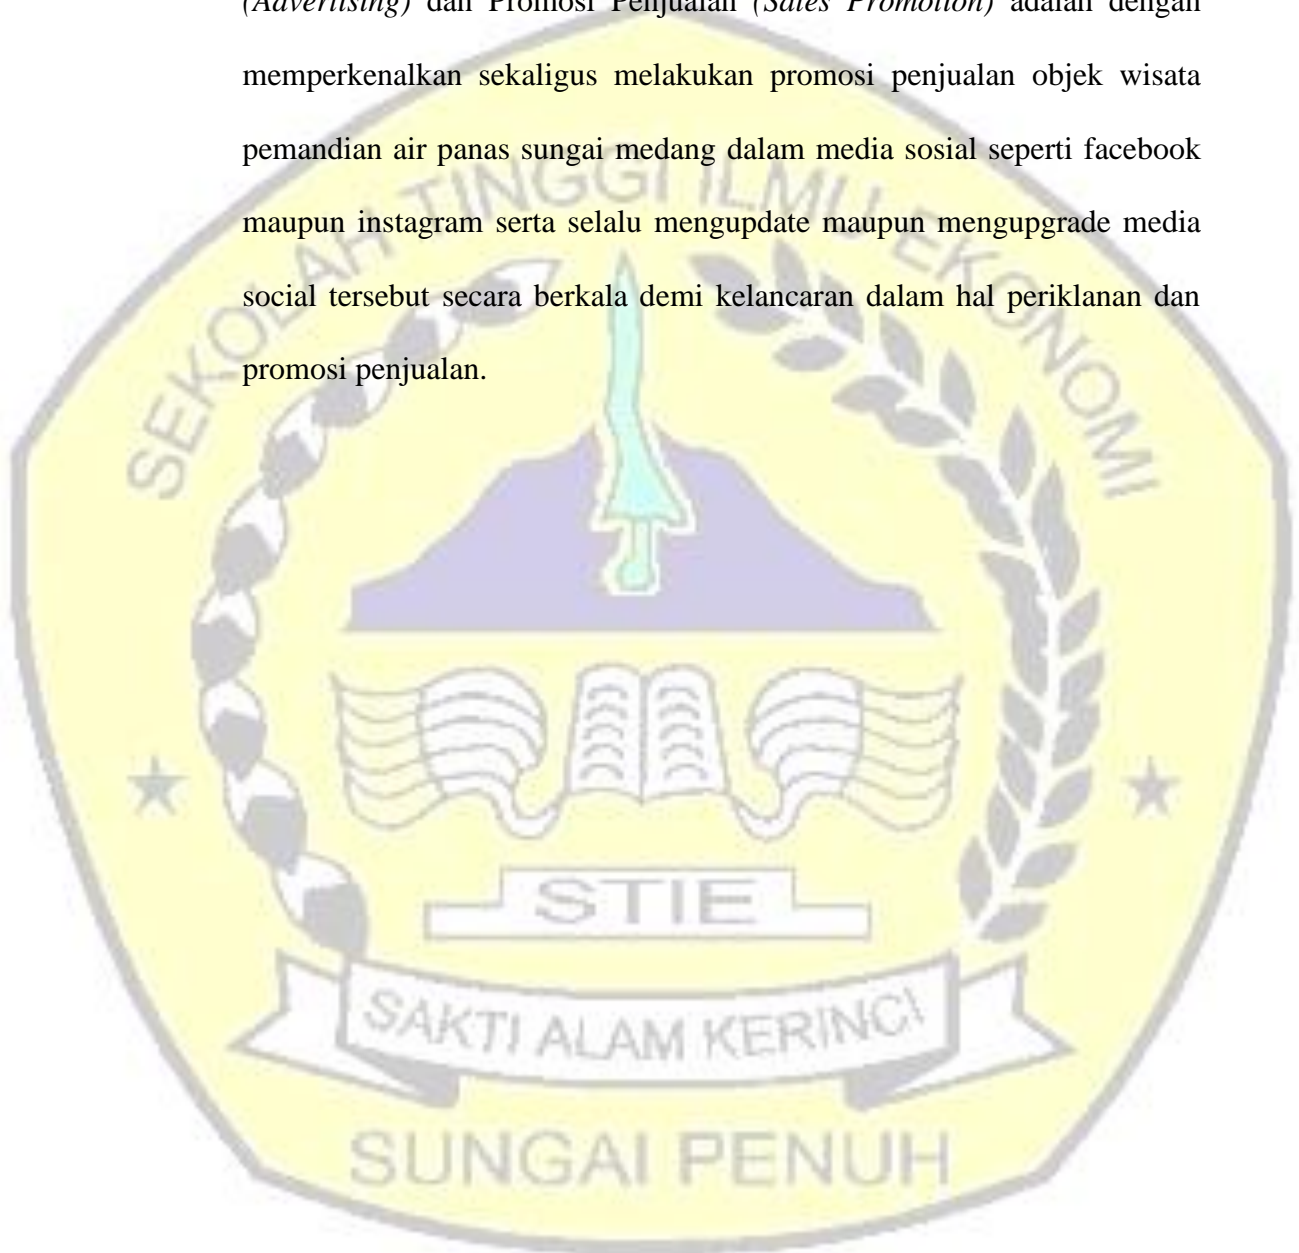 (Advertising) dan Promosi Penjualan (Sales Promotion) adalah dengan
memperkenalkan sekaligus melakukan promosi penjualan objek wisata
pemandian air panas sungai medang dalam media sosial seperti facebook
maupun instagram serta selalu mengupdate maupun mengupgrade media
social tersebut secara berkala demi kelancaran dalam hal periklanan dan
promosi penjualan.
SEKOLAH TINGGI ILMU EKONOMI
STIE
SAKTI ALAM KERINCI
SUNGAI PENUH